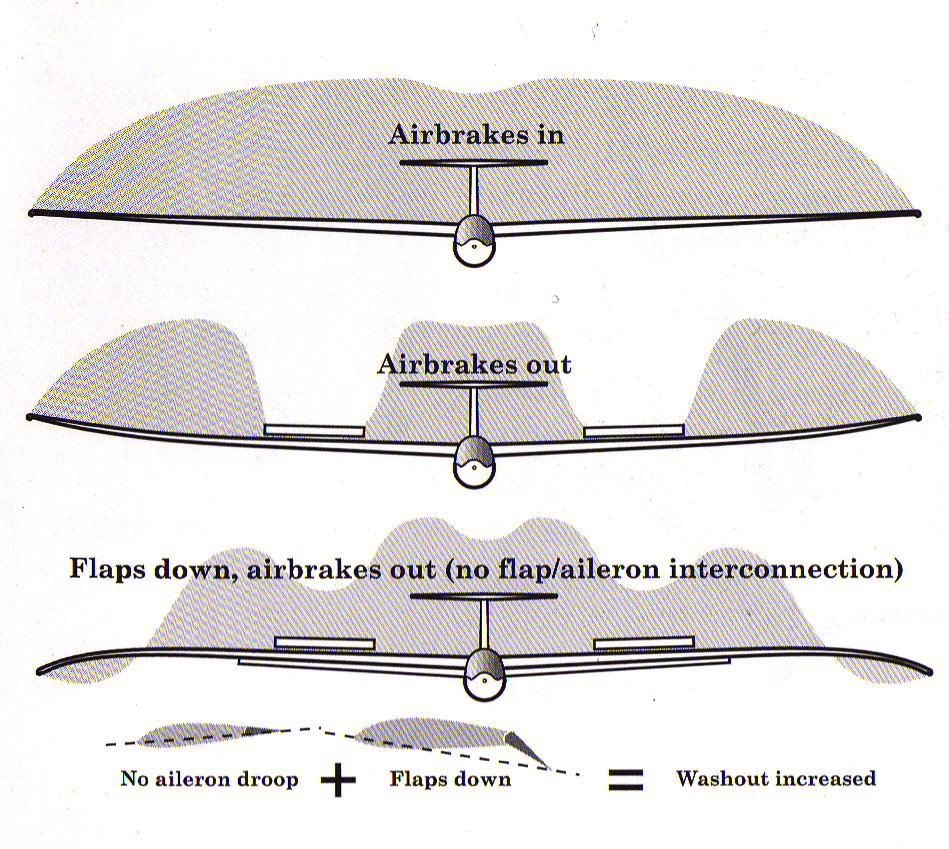 Airbrakes in
Airbrakes out
Flaps down, airbrakes out (no flap/aileron interconnection)
No aileron droop + Flaps down = Washout increased